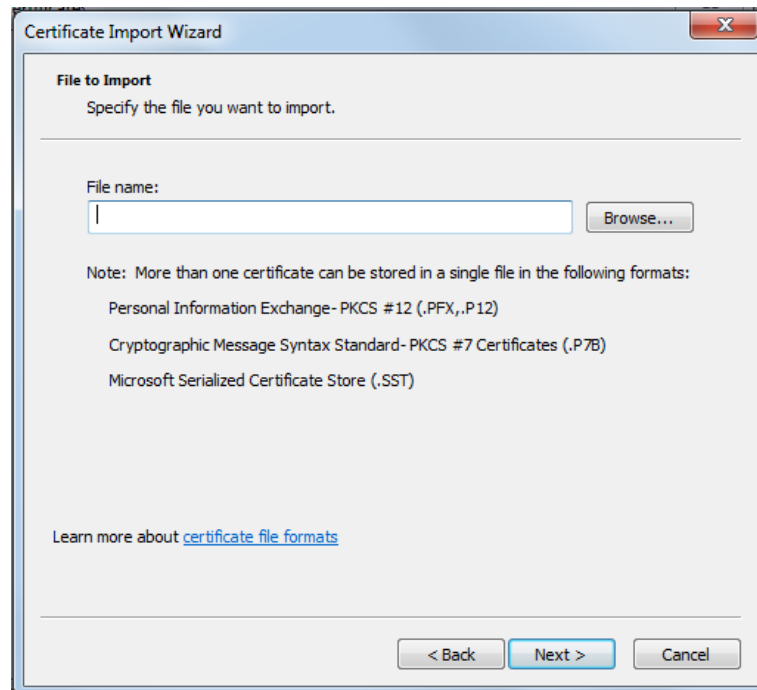 Certificate Import Wizard
File to Import
Specify the file you want to import.
File name:
Browse...
Note: More than one certificate can be stored in a single file in the following formats:
Personal Information Exchange- PKCS #12 (.PFX,.P12)
Cryptographic Message Syntax Standard- PKCS #7 Certificates (.P7B)
Microsoft Serialized Certificate Store (.SST)
Learn more about certificate file formats
< Back Next > Cancel